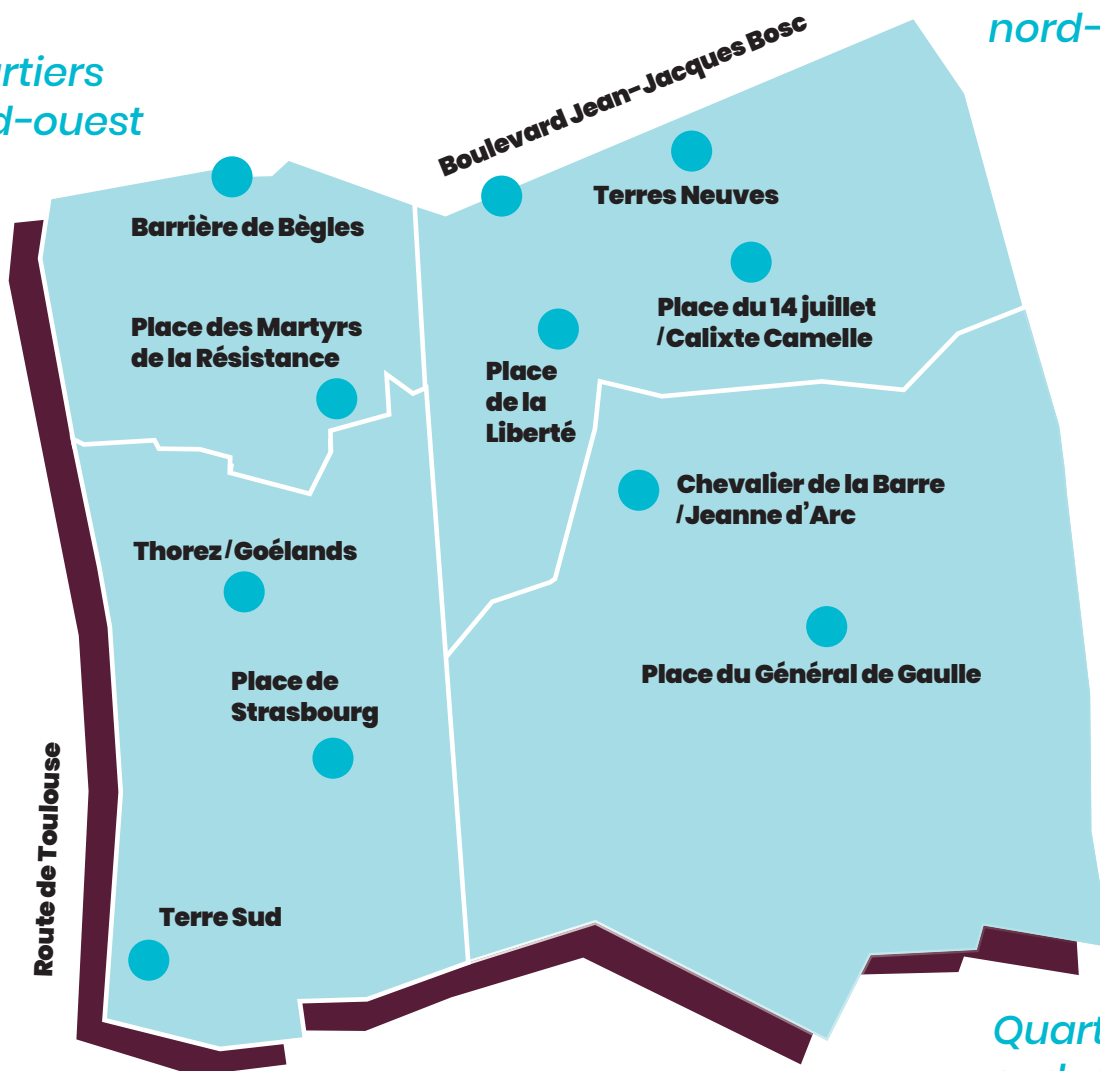 nord-
rtiers
d-ouest
Boulevard Jean-Jacques Bosc
Terres Neuves
Barrière de Bègles
Place du 14 juillet
/Calixte Camelle
Place des Martyrs
de la Résistance
Place
de la
Liberté
Chevalier de la Barre
/Jeanne d’Arc
Thorez/Goélands
Place du Général de Gaulle
Place de
Strasbourg
Route de Toulouse
Terre Sud
Quart